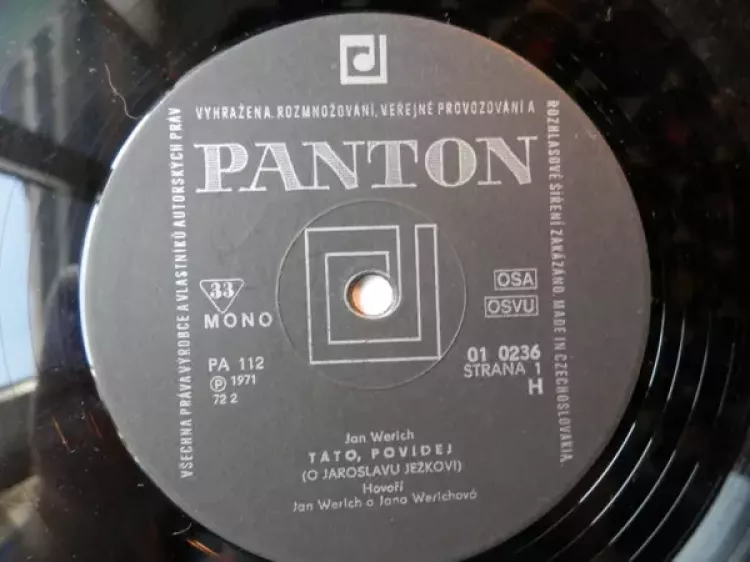 VYHRAŽENA. ROZMNOŽOVÁNÍ, VEŘEJNÉ PROVOZOVÁNÍ A
ROZHLASOVÉ ŠÍŘENÍ ZAKÁZÁNO. MADE IN CZECHOSLOVAKIA.
VŠECHNA PRÁVA VÝROBCE A VLASTNÍKŮ AUTORSKÝCH PRÁV
PANTON
33
MONO
OSA
OSVU
PA 112
℗ 1971
72 2
01 0236
STRANA 1
H
Jan Werich
TÁTO, POVÍDEJ
(O JAROSLAVU JEŽKOVI)
Hovoří
Jan Werich a Jana Werichová